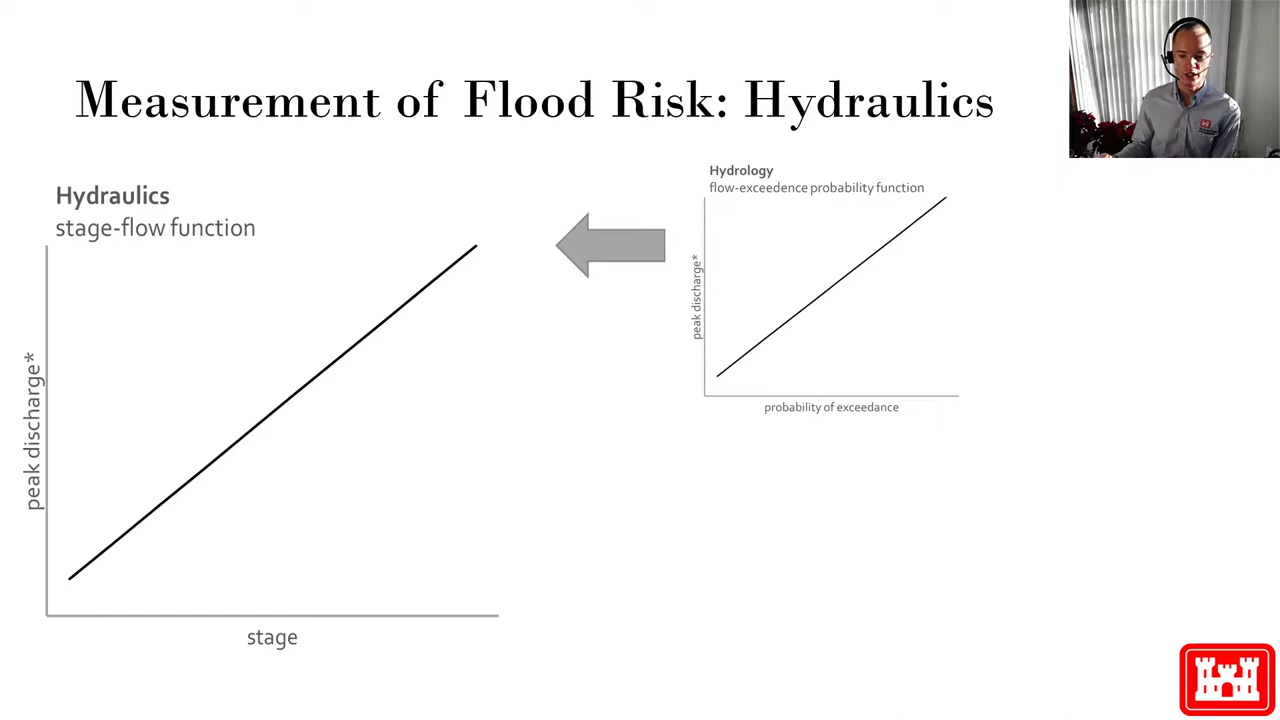 Measurement of Flood Risk: Hydraulics
Hydraulics
stage-flow function
peak discharge*
stage
Hydrology
flow-exceedence probability function
peak discharge*
probability of exceedance